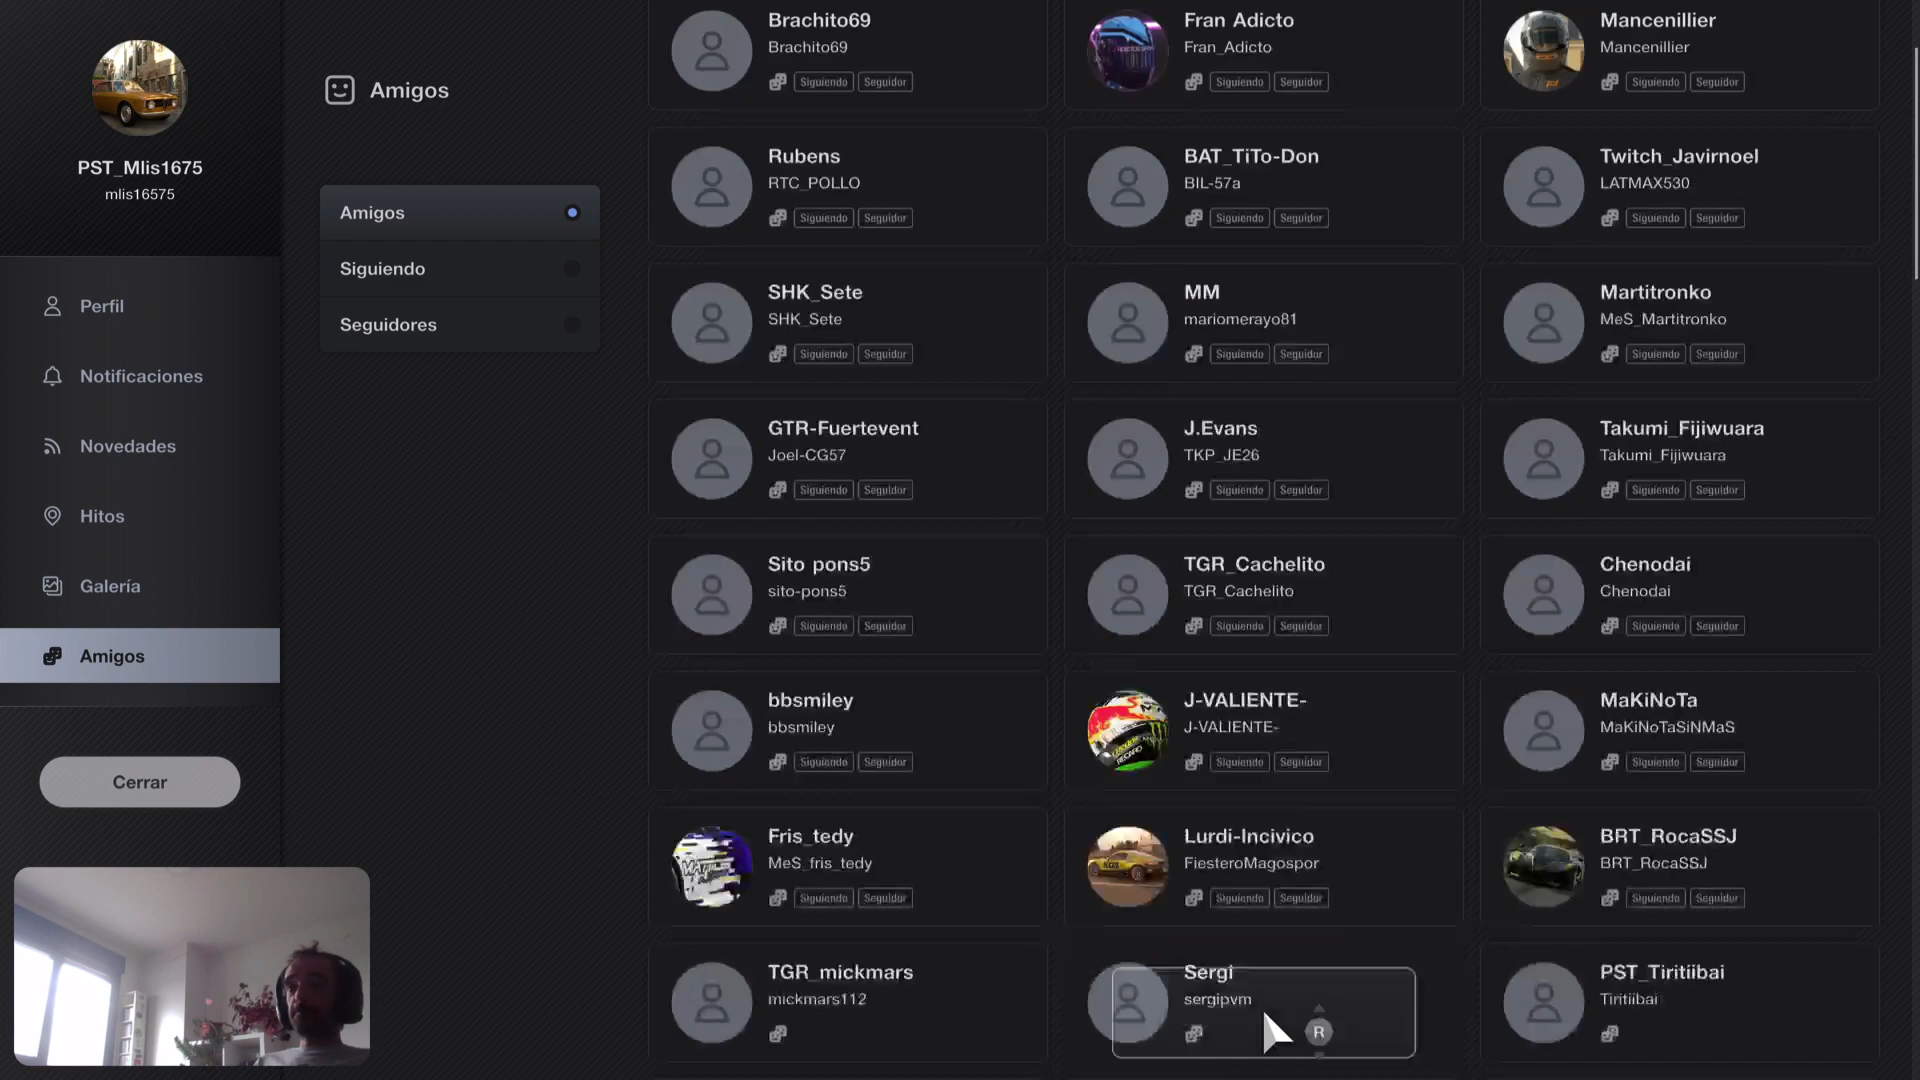 PST_Mlis1675
mlis16575
Perfil
Notificaciones
Novedades
Hitos
Galería
Amigos
Cerrar
Amigos
Amigos
Siguiendo
Seguidores
Brachito69
Brachito69
Siguiendo Seguidor
Fran Adicto
Fran_Adicto
Siguiendo Seguidor
Mancenillier
Mancenillier
Siguiendo Seguidor
Rubens
RTC_POLLO
Siguiendo Seguidor
BAT_TiTo-Don
BIL-57a
Siguiendo Seguidor
Twitch_Javirnoel
LATMAX530
Siguiendo Seguidor
SHK_Sete
SHK_Sete
Siguiendo Seguidor
MM
mariomerayo81
Siguiendo Seguidor
Martitronko
MeS_Martitronko
Siguiendo Seguidor
GTR-Fuertevent
Joel-CG57
Siguiendo Seguidor
J.Evans
TKP_JE26
Siguiendo Seguidor
Takumi_Fijiwuara
Takumi_Fijiwuara
Siguiendo Seguidor
Sito pons5
sito-pons5
Siguiendo Seguidor
TGR_Cachelito
TGR_Cachelito
Siguiendo Seguidor
Chenodai
Chenodai
Siguiendo Seguidor
bbsmiley
bbsmiley
Siguiendo Seguidor
J-VALIENTE-
J-VALIENTE-
Siguiendo Seguidor
MaKiNoTa
MaKiNoTaSiNMaS
Siguiendo Seguidor
Fris_tedy
MeS_fris_tedy
Siguiendo Seguidor
Lurdi-Incivico
FiesteroMagospor
Siguiendo Seguidor
BRT_RocaSSJ
BRT_RocaSSJ
Siguiendo Seguidor
TGR_mickmars
mickmars112
Sergi
sergipvm
R
PST_Tiritiibai
Tiritiibai